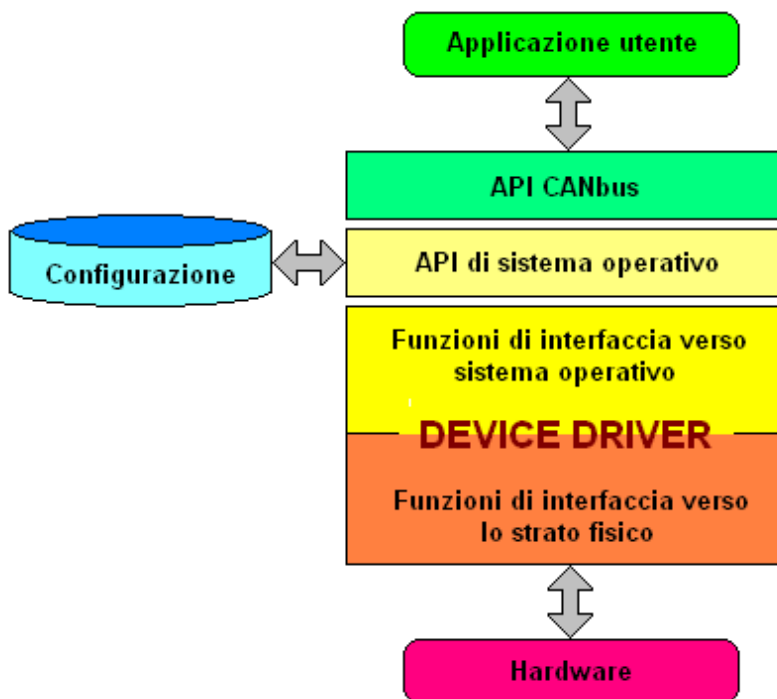 Applicazione utente
API CANbus
Configurazione
API di sistema operativo
Funzioni di interfaccia verso
sistema operativo
DEVICE DRIVER
Funzioni di interfaccia verso
lo strato fisico
Hardware